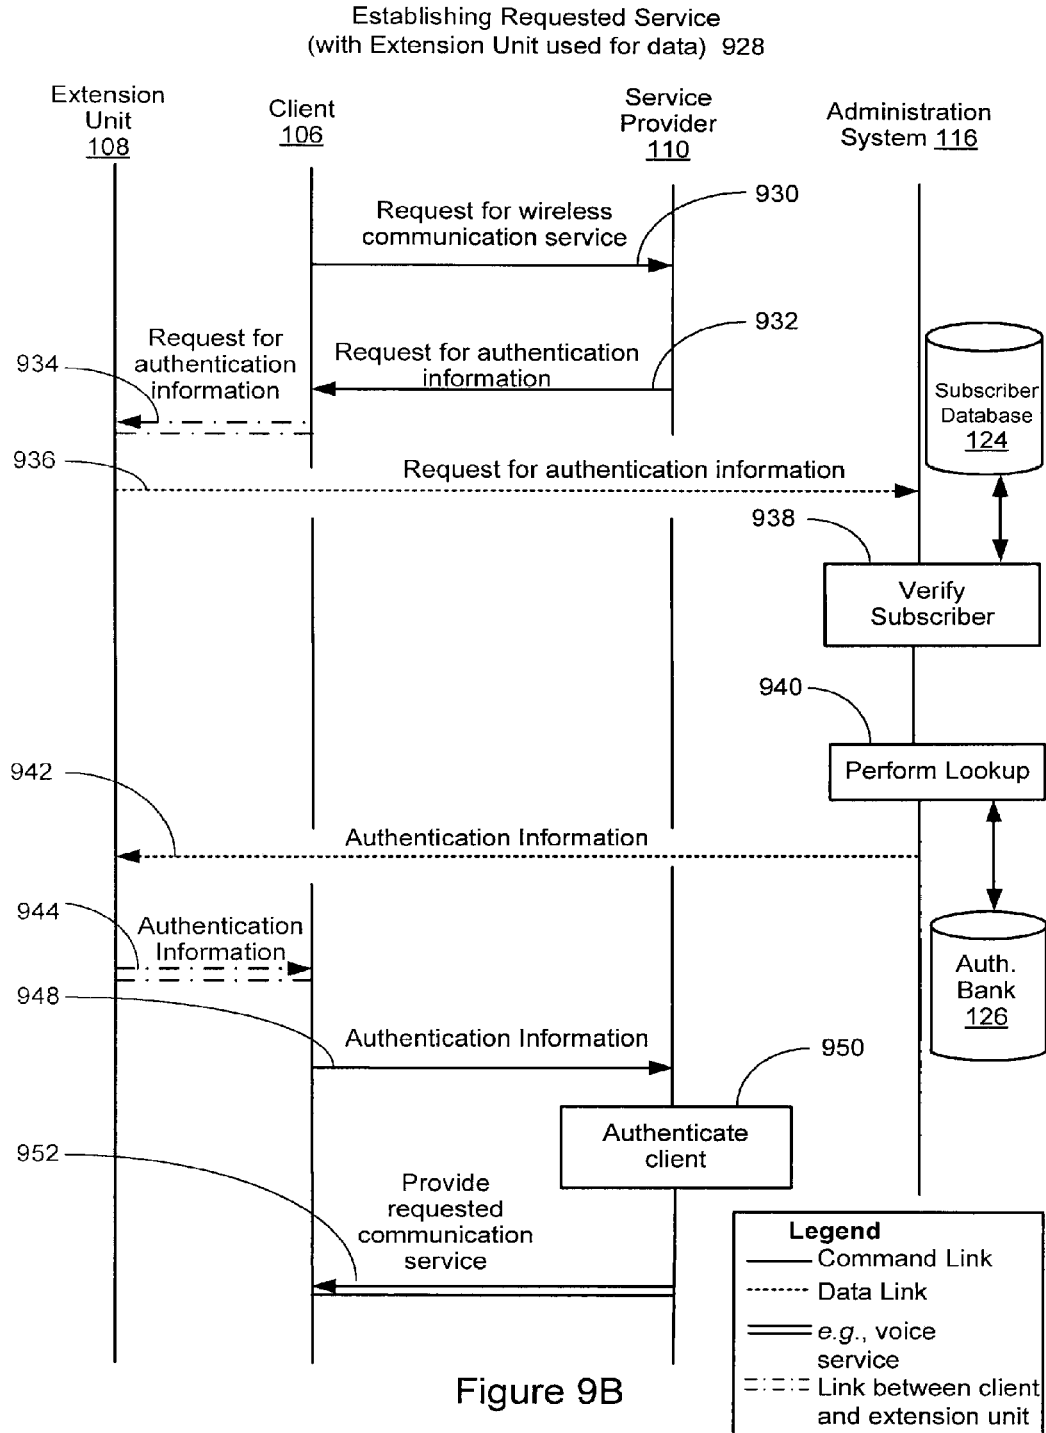 Establishing Requested Service
(with Extension Unit used for data) 928
Extension
Unit
108
Client
106
Service
Provider
110
Administration
System 116
930
Request for wireless
communication service
932
Request for authentication
information
934
Request for
authentication
information
Subscriber
Database
124
936
Request for authentication information
938
Verify
Subscriber
940
Perform Lookup
942
Authentication Information
944
Authentication
Information
Auth.
Bank
126
948
Authentication Information
950
Authenticate
client
952
Provide
requested
communication
service
Legend
Command Link
Data Link
e.g., voice
service
Link between client
and extension unit
Figure 9B